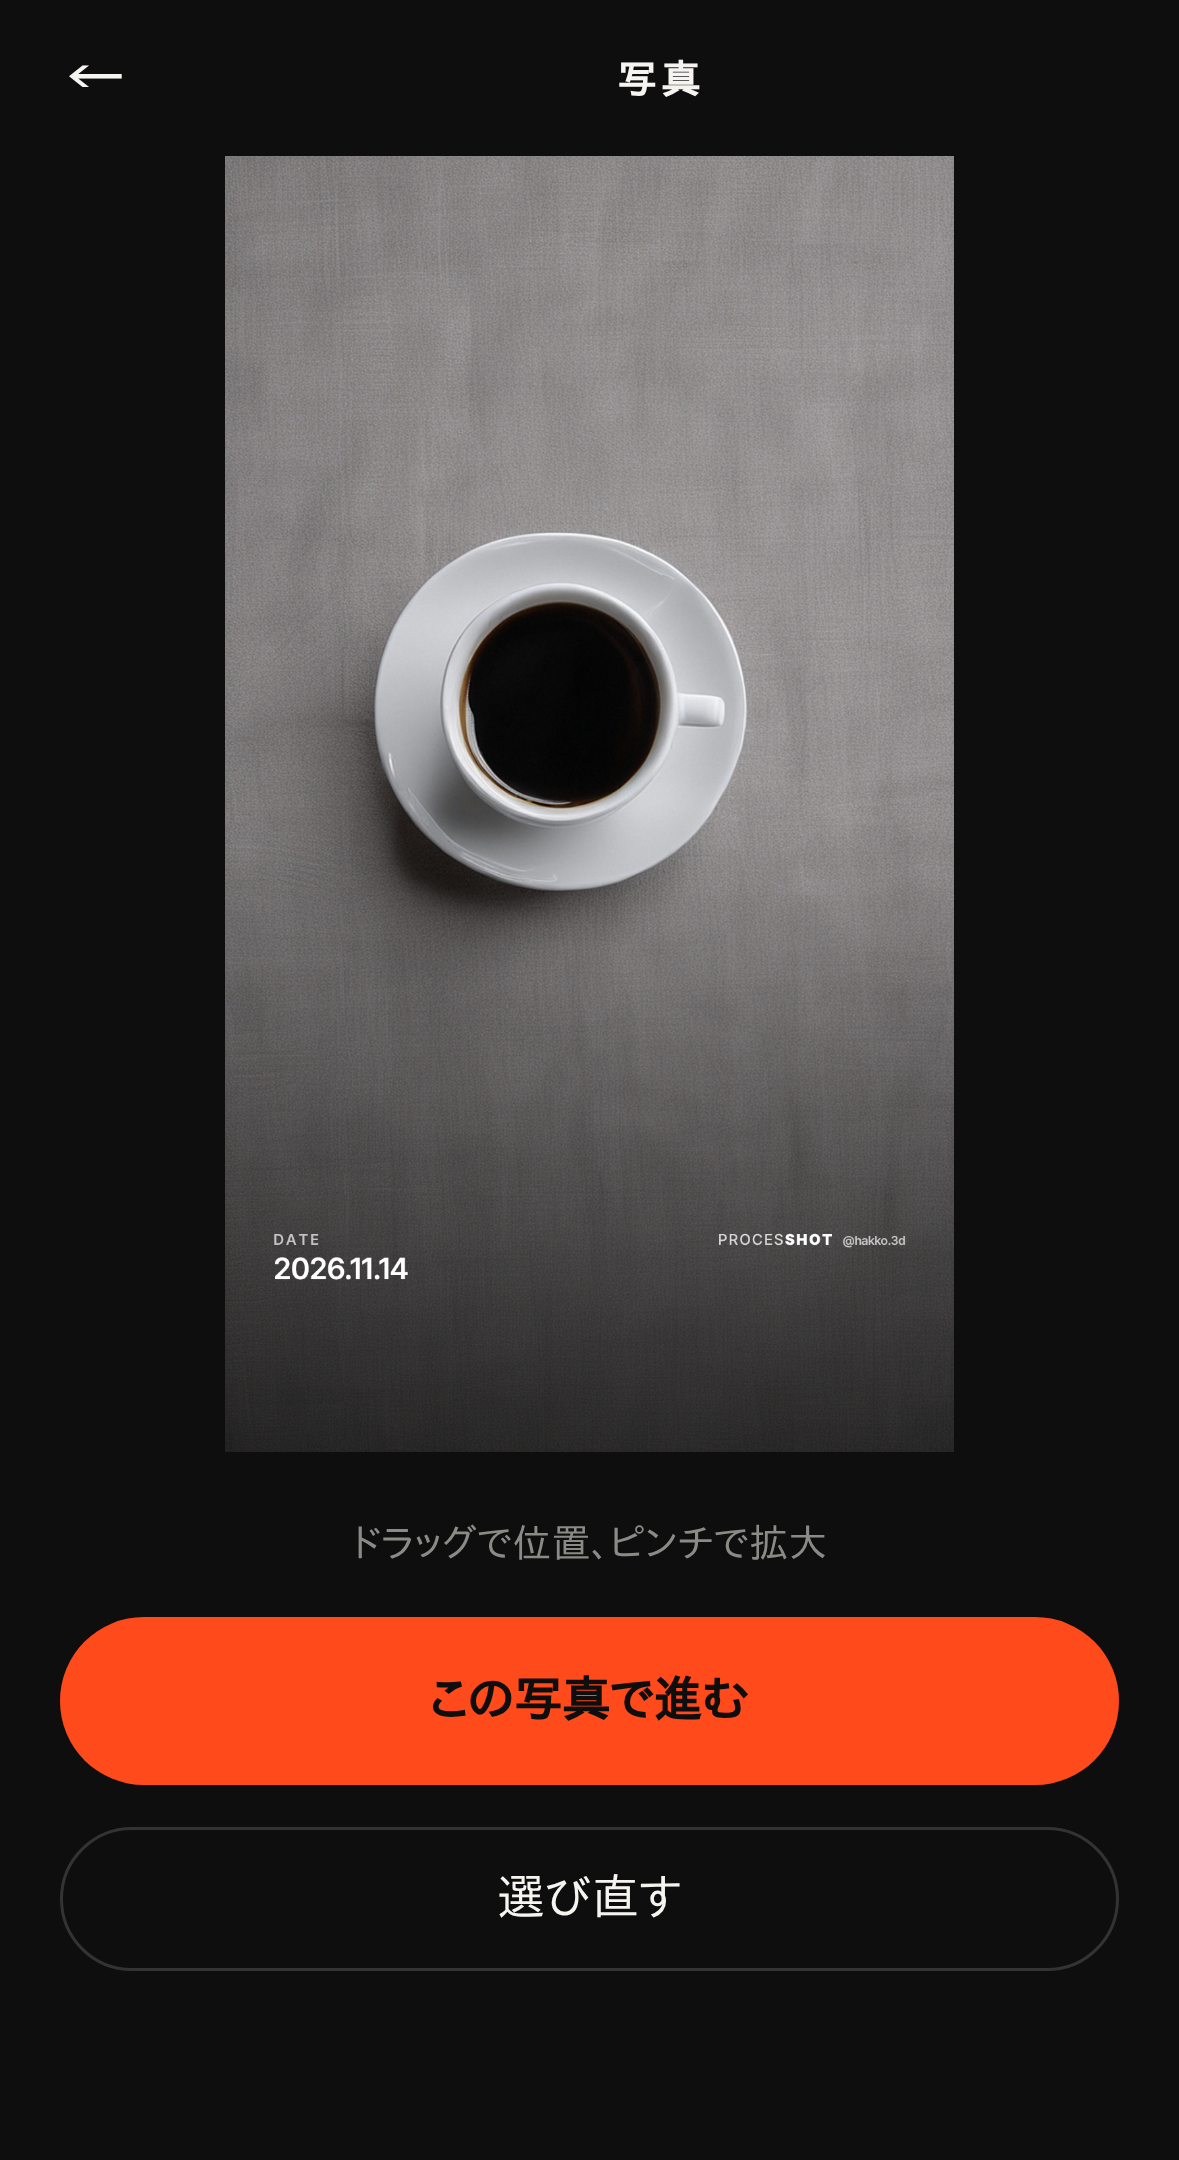 写真
DATE
2026.11.14
PROCESSHOT @hakko.3d
ドラッグで位置、ピンチで拡大
この写真で進む
選び直す